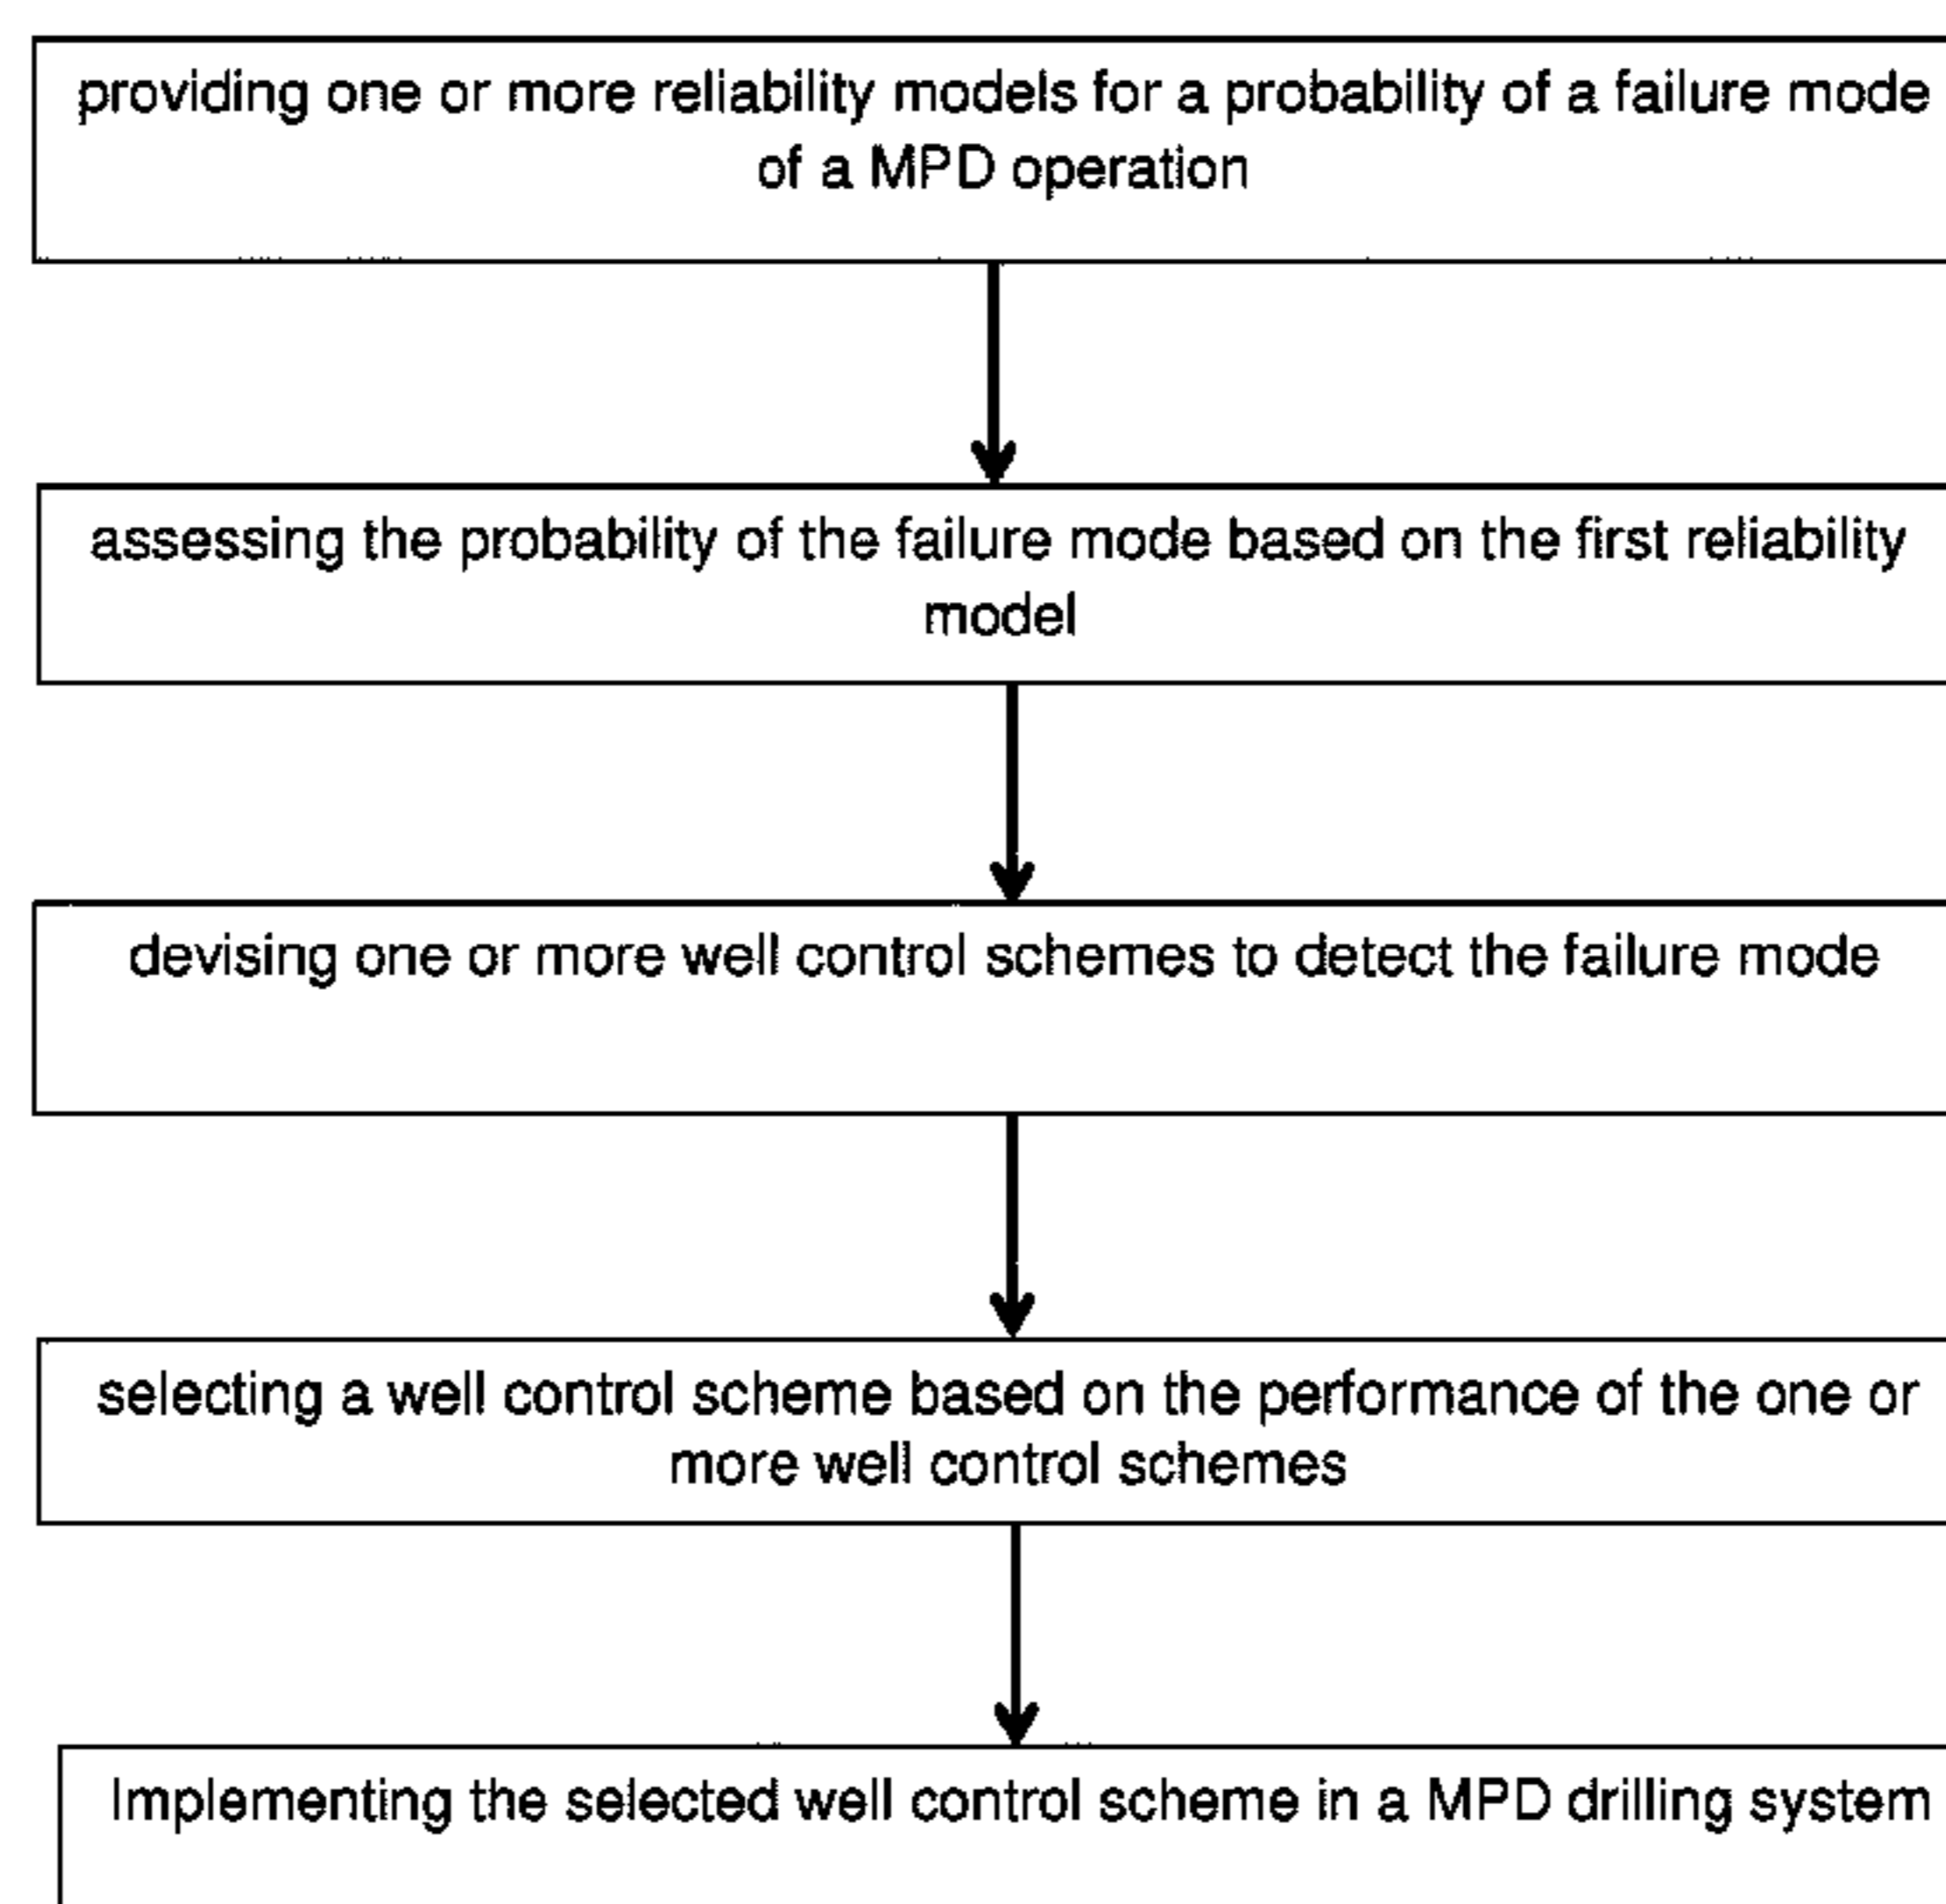 providing one or more reliability models for a probability of a failure mode
of a MPD operation
assessing the probability of the failure mode based on the first reliability
model
devising one or more well control schemes to detect the failure mode
selecting a well control scheme based on the performance of the one or
more well control schemes
Implementing the selected well control scheme in a MPD drilling system